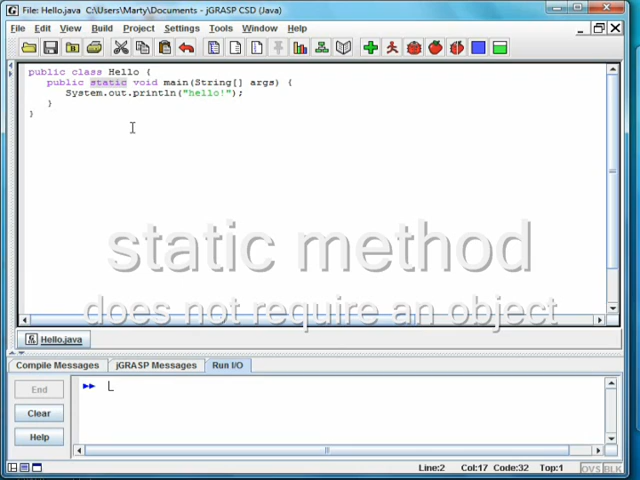 File: Hello.java C:\Users\Marty\Documents - jGRASP CSD (Java)
File Edit View Build Project Settings Tools Window Help
public class Hello {
public static void main(String[] args) {
System.out.println("hello!");
}
}
static method
does not require an object
Hello.java
Compile Messages jGRASP Messages Run I/O
End
Clear
Help
Line:2 Col:17 Code:32 Top:1 OVS BLK